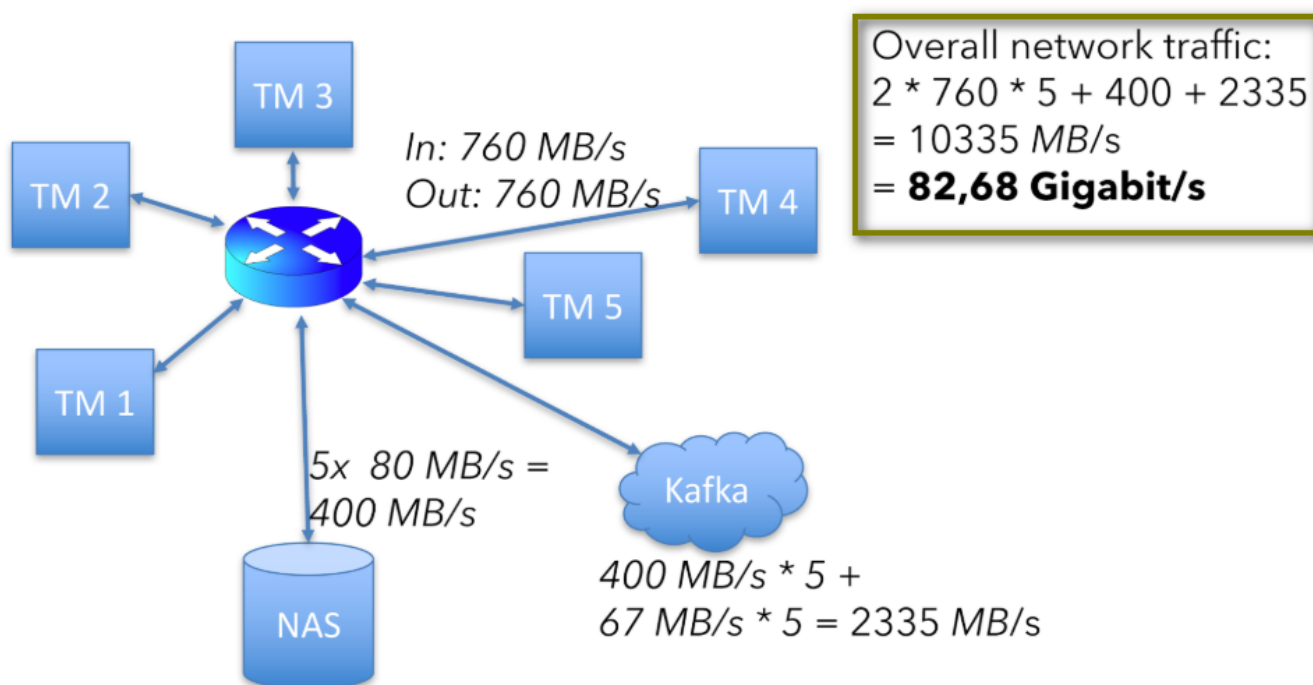 Overall network traffic:
2 * 760 * 5 + 400 + 2335
= 10335 MB/s
= 82,68 Gigabit/s
TM 3
In: 760 MB/s
Out: 760 MB/s
TM 2
TM 4
TM 5
TM 1
5x 80 MB/s =
400 MB/s
Kafka
400 MB/s * 5 +
67 MB/s * 5 = 2335 MB/s
NAS